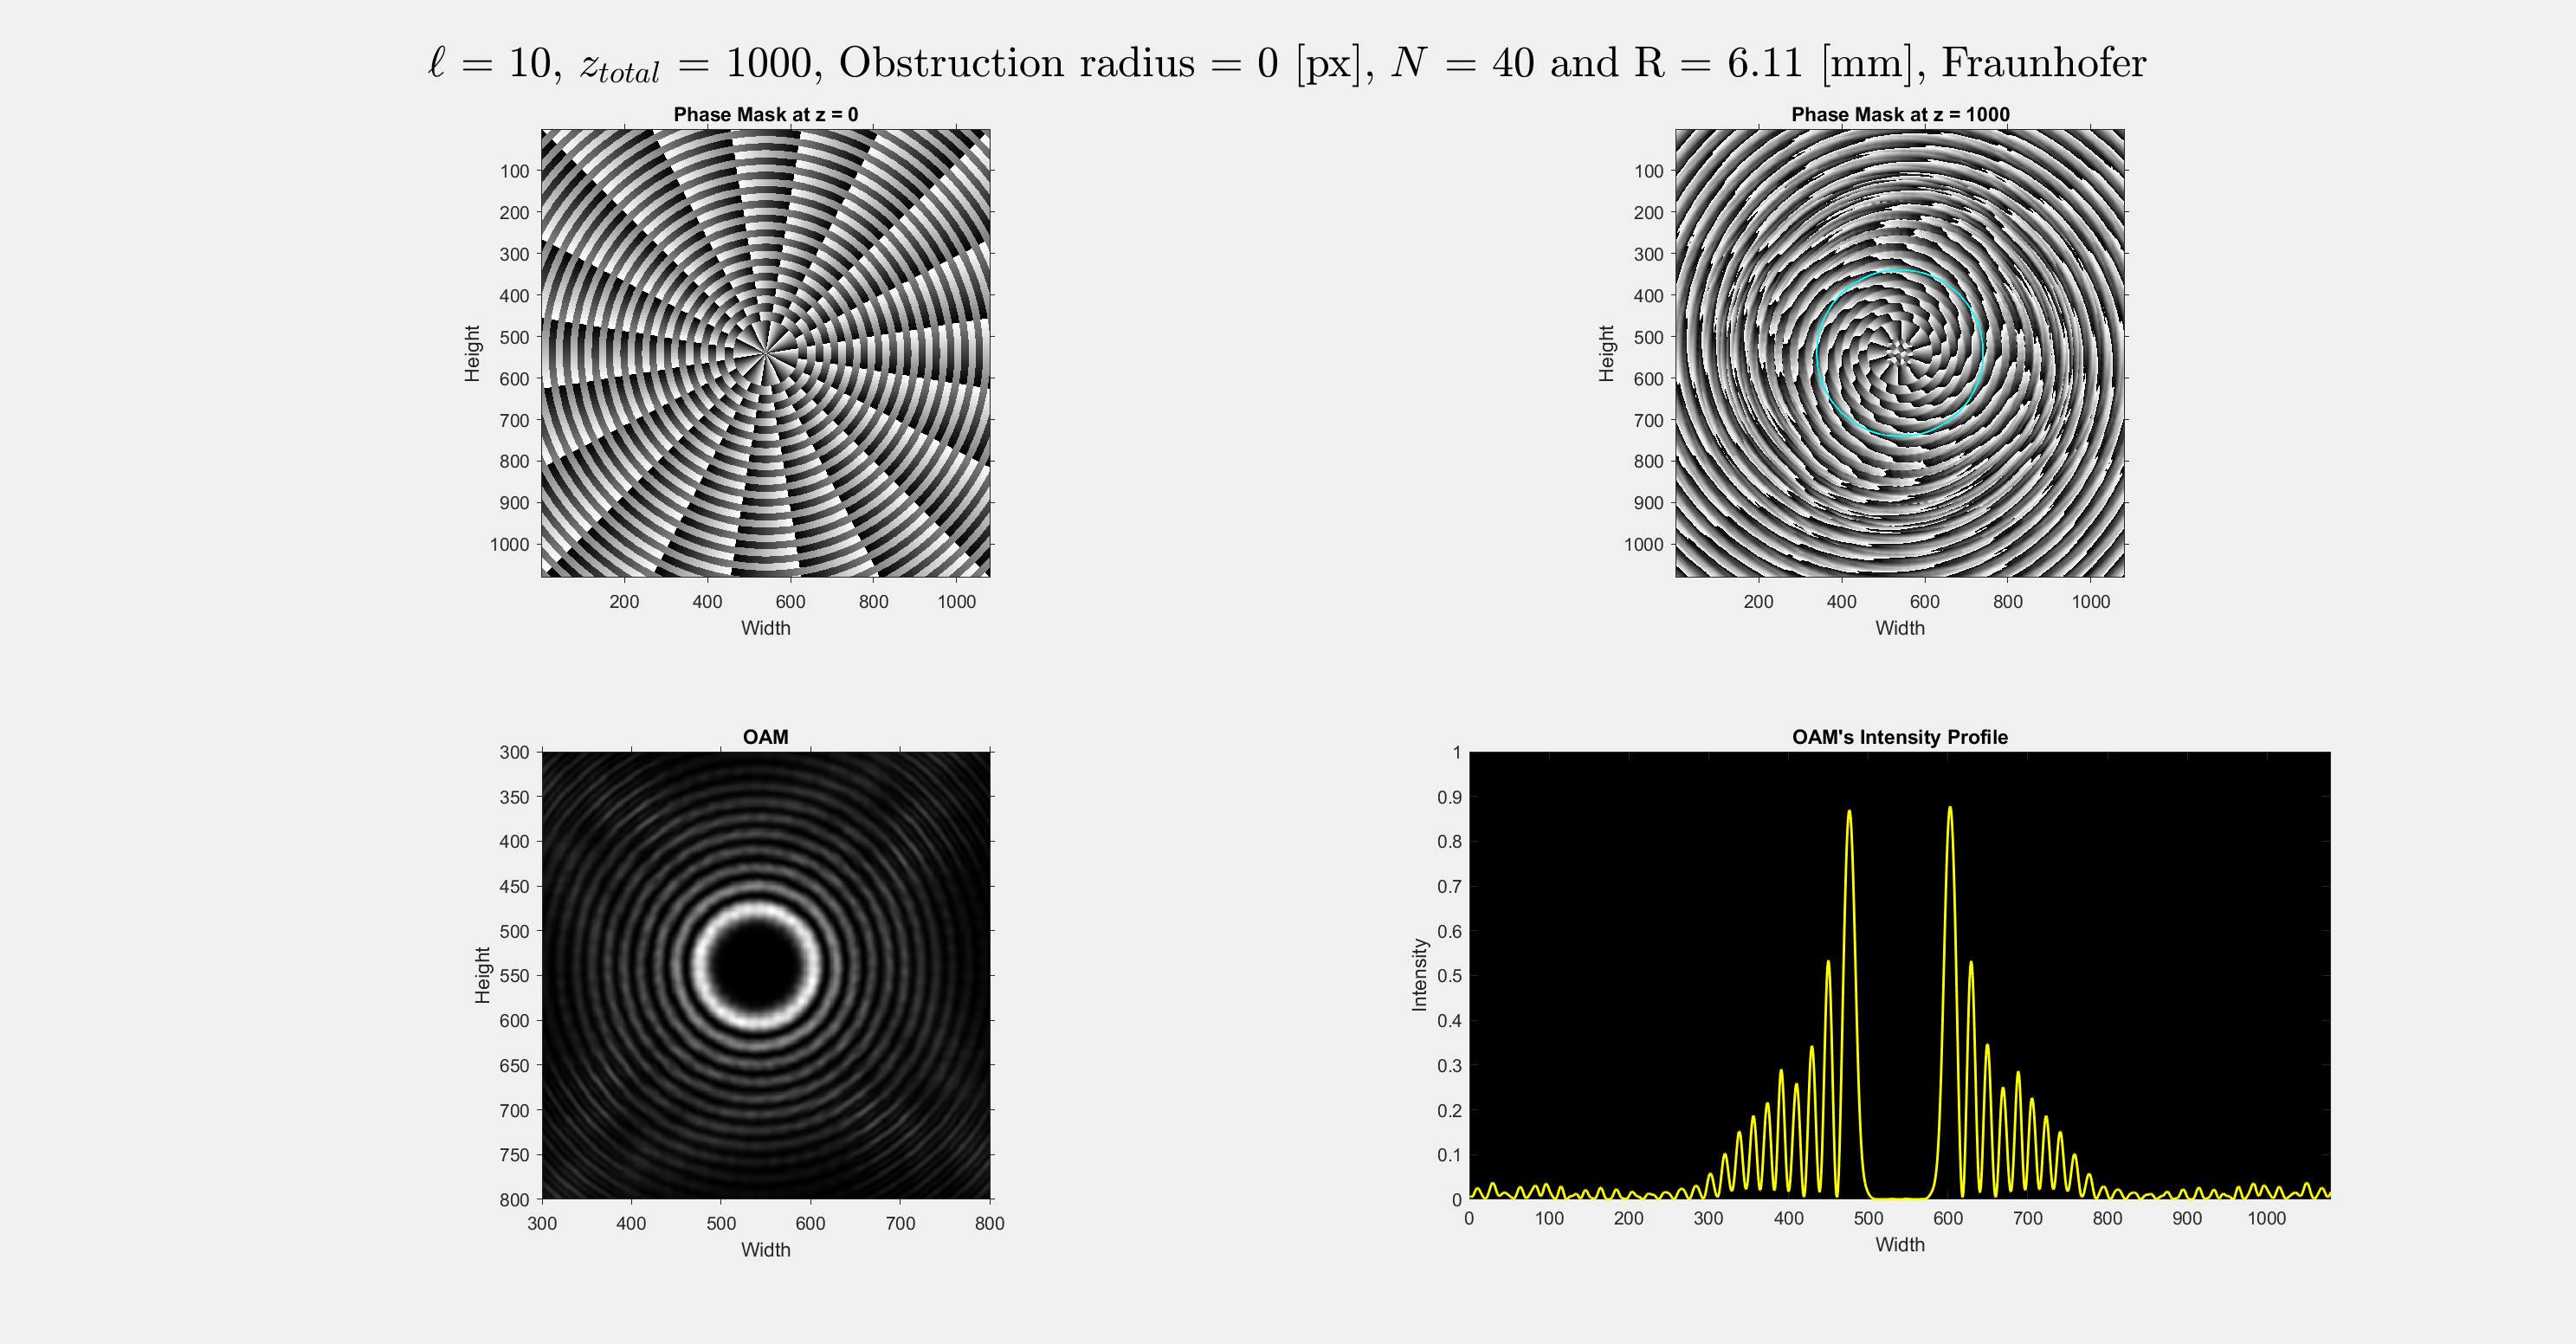 ℓ = 10, z_total = 1000, Obstruction radius = 0 [px], N = 40 and R = 6.11 [mm], Fraunhofer
Phase Mask at z = 0
100
200
300
400
500
600
700
800
900
1000
Height
200 400 600 800 1000
Width
Phase Mask at z = 1000
100
200
300
400
500
600
700
800
900
1000
Height
200 400 600 800 1000
Width
OAM
300
350
400
450
500
550
600
650
700
750
800
Height
300 400 500 600 700 800
Width
OAM's Intensity Profile
1
0.9
0.8
0.7
0.6
0.5
0.4
0.3
0.2
0.1
0
Intensity
0 100 200 300 400 500 600 700 800 900 1000
Width